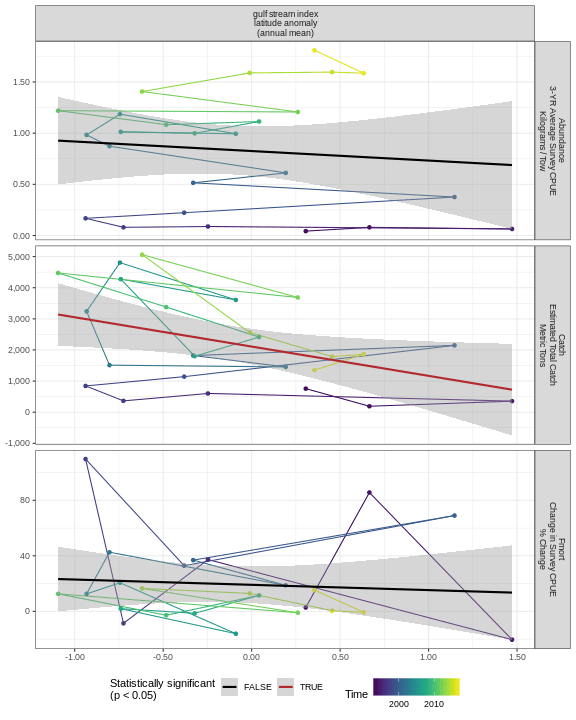 gulf stream index
latitude anomaly
(annual mean)
1.50
1.00
0.50
0.00
Abundance
3-YR Average Survey CPUE
Kilograms / Tow
5,000
4,000
3,000
2,000
1,000
0
-1,000
Catch
Estimated Total Catch
Metric Tons
80
40
0
Fmort
Change in Survey CPUE
% Change
-1.00
-0.50
0.00
0.50
1.00
1.50
Statistically significant
(p < 0.05)
FALSE
TRUE
Time
2000
2010